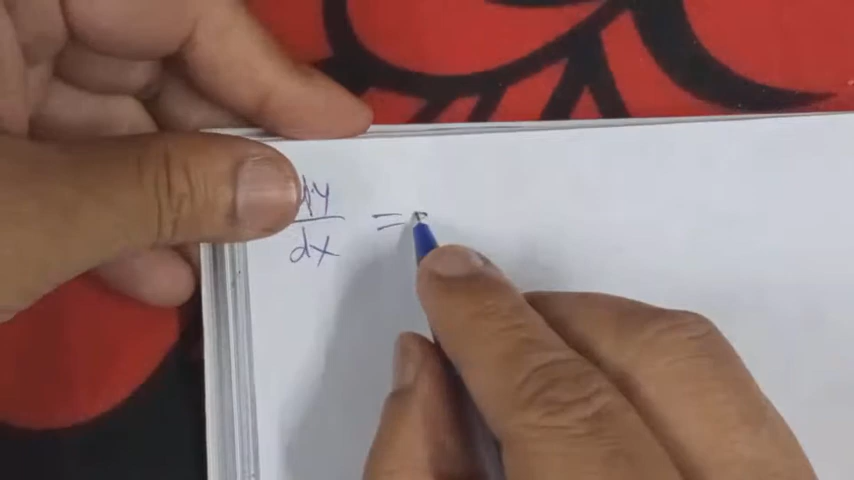 dy/dx =